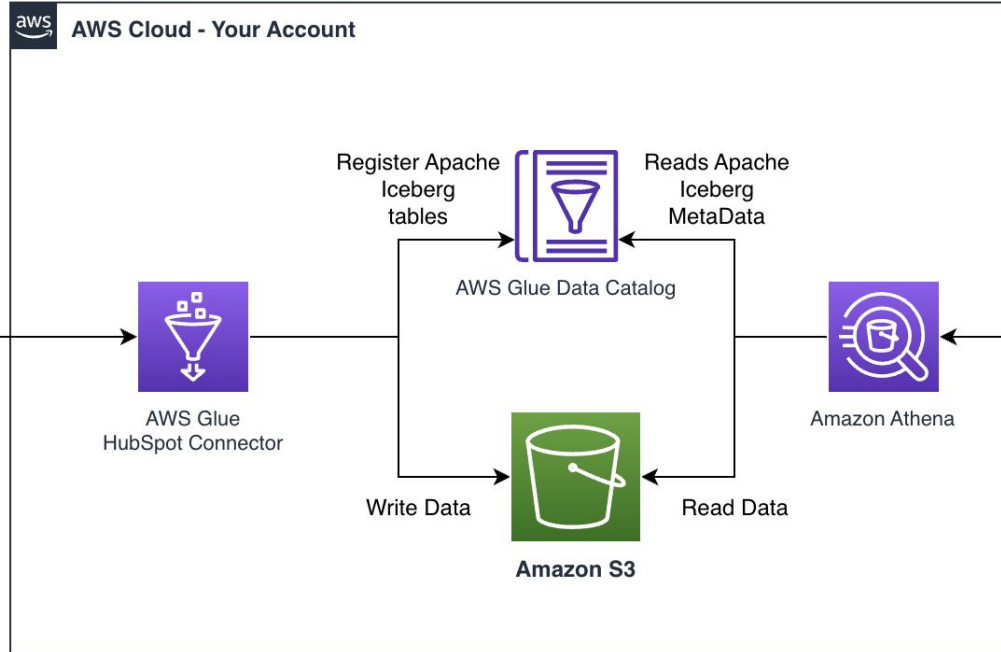 aws
AWS Cloud - Your Account
Register Apache
Iceberg
tables
Reads Apache
Iceberg
MetaData
AWS Glue Data Catalog
AWS Glue
HubSpot Connector
Amazon Athena
Write Data
Read Data
Amazon S3